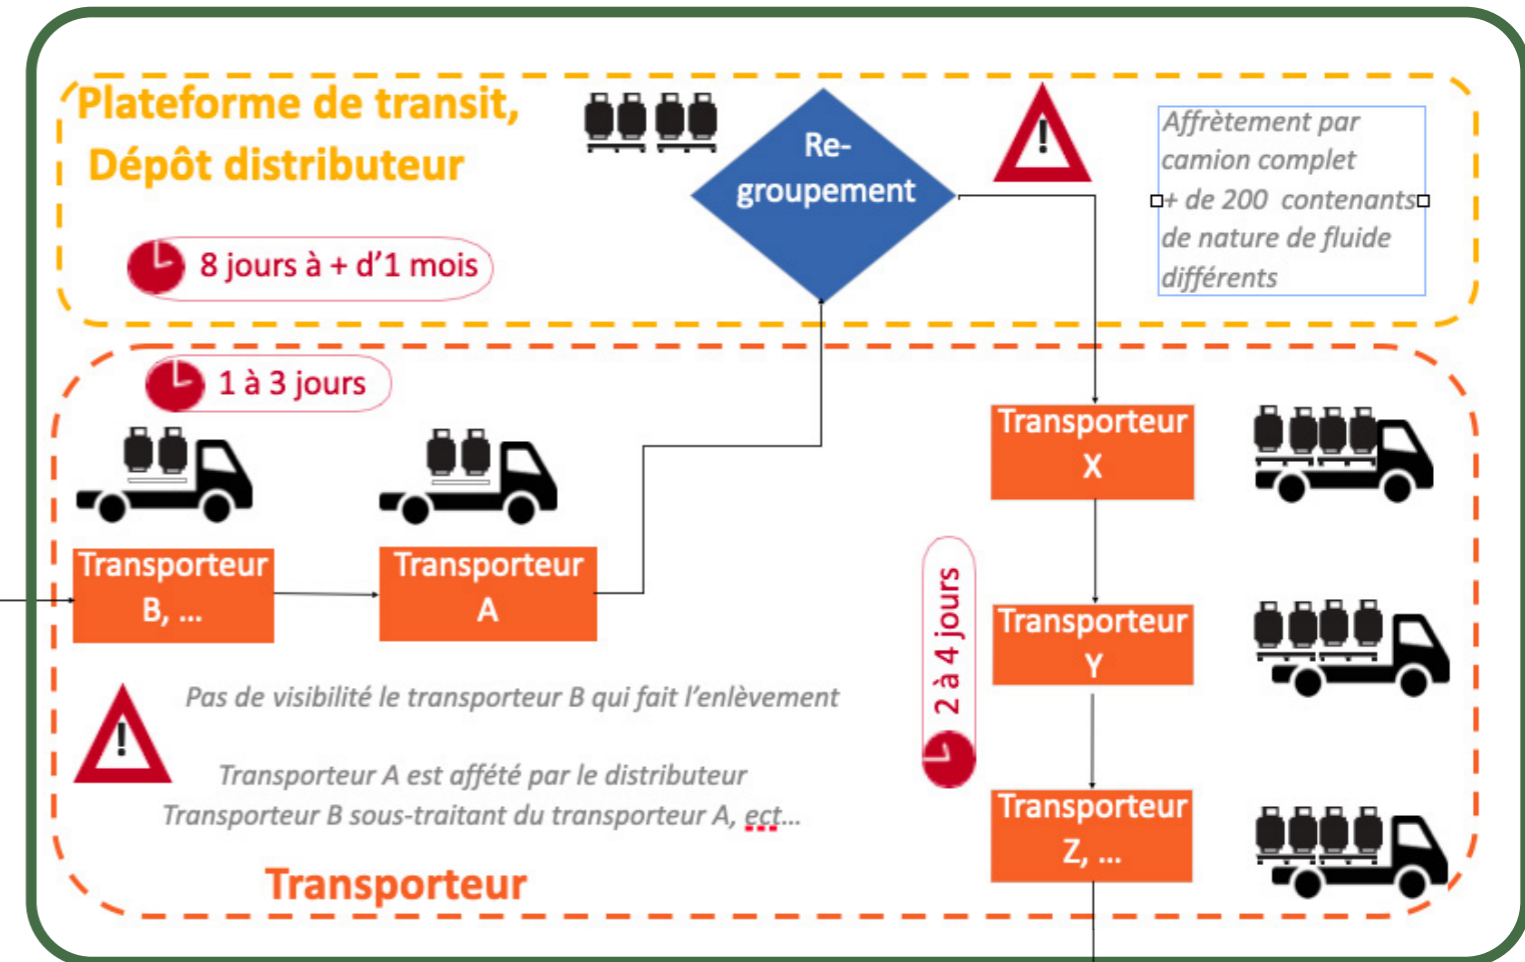 Plateforme de transit,
Dépôt distributeur
8 jours à + d'1 mois
Re-
groupement
!
Affrètement par
camion complet
+ de 200 contenants
de nature de fluide
différents
1 à 3 jours
Transporteur
B, ...
Transporteur
A
Transporteur
X
Transporteur
Y
2 à 4 jours
Transporteur
Z, ...
!
Pas de visibilité le transporteur B qui fait l'enlèvement
Transporteur A est affété par le distributeur
Transporteur B sous-traitant du transporteur A, ect...
Transporteur